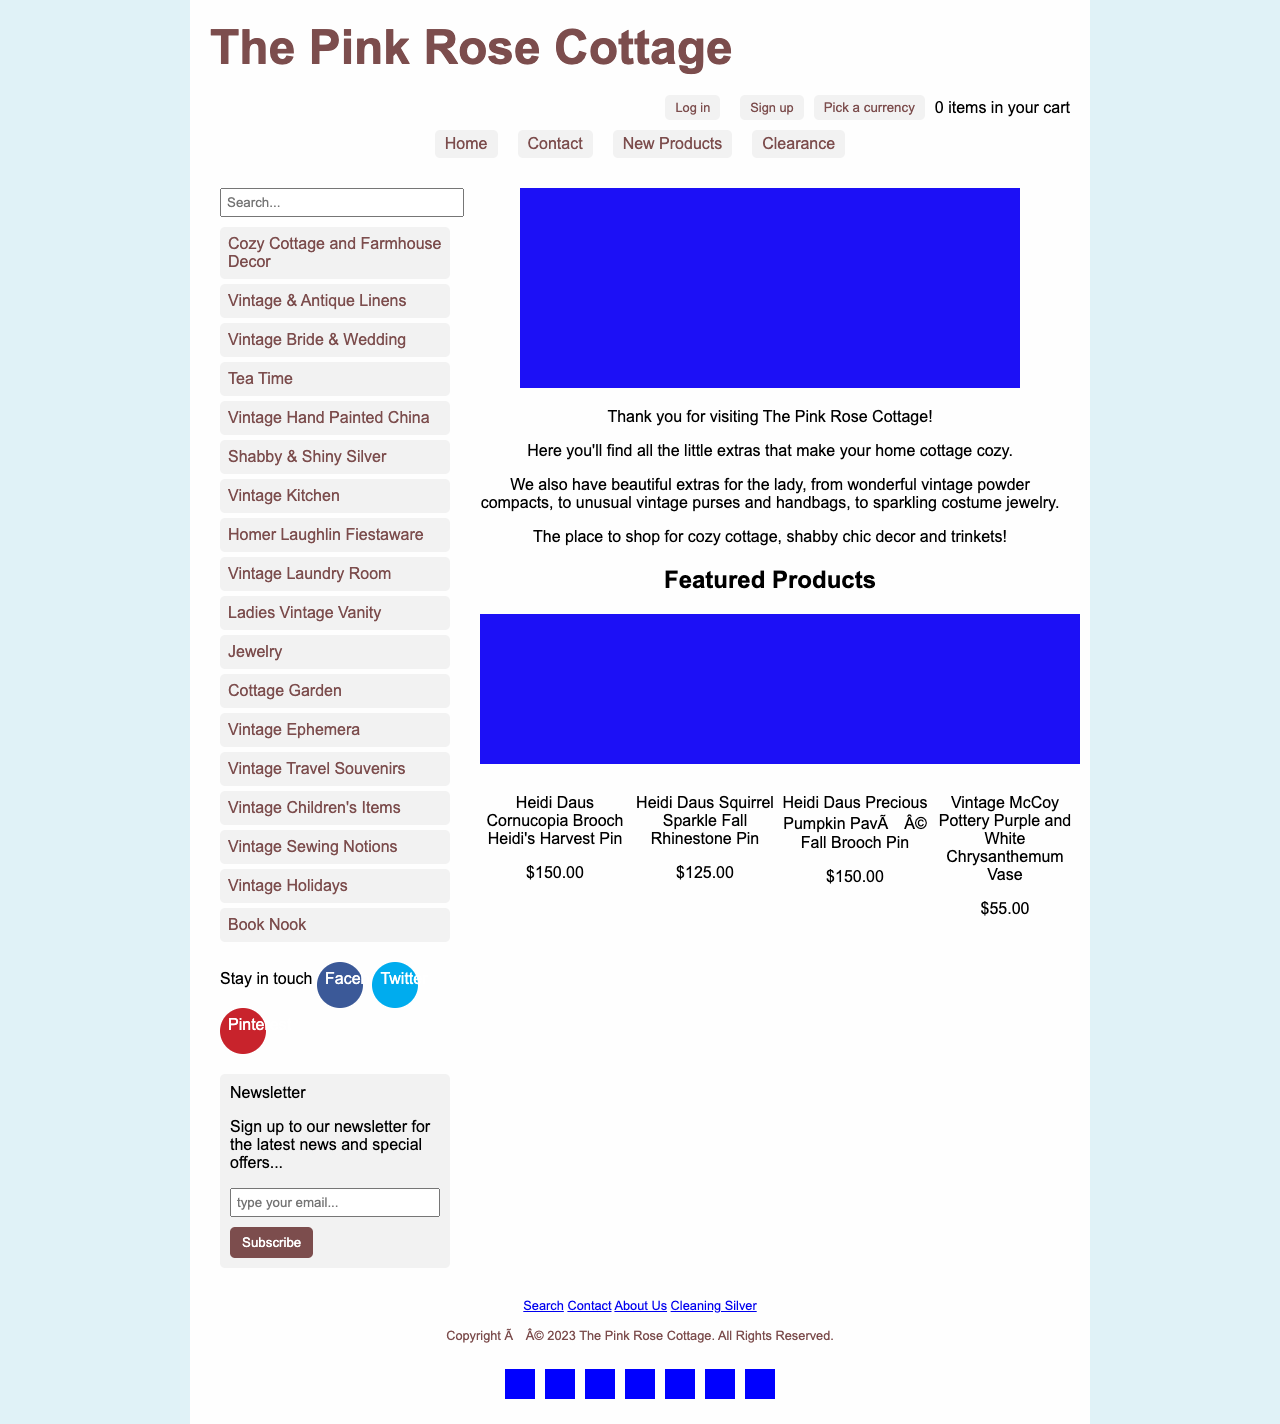 The Pink Rose Cottage
Log in
Sign up
Pick a currency
0 items in your cart
Home
Contact
New Products
Clearance
Search...
Cozy Cottage and Farmhouse
Decor
Vintage & Antique Linens
Vintage Bride & Wedding
Tea Time
Vintage Hand Painted China
Shabby & Shiny Silver
Vintage Kitchen
Homer Laughlin Fiestaware
Vintage Laundry Room
Ladies Vintage Vanity
Jewelry
Cottage Garden
Vintage Ephemera
Vintage Travel Souvenirs
Vintage Children's Items
Vintage Sewing Notions
Vintage Holidays
Book Nook
Stay in touch
Face
Twitte
Pinte
Newsletter
Sign up to our newsletter for
the latest news and special
offers...
type your email...
Subscribe
Thank you for visiting The Pink Rose Cottage!
Here you'll find all the little extras that make your home cottage cozy.
We also have beautiful extras for the lady, from wonderful vintage powder
compacts, to unusual vintage purses and handbags, to sparkling costume jewelry.
The place to shop for cozy cottage, shabby chic decor and trinkets!
Featured Products
Heidi Daus
Cornucopia Brooch
Heidi's Harvest Pin
$150.00
Heidi Daus Squirrel
Sparkle Fall
Rhinestone Pin
$125.00
Heidi Daus Precious
Pumpkin PavÃ Â©
Fall Brooch Pin
$150.00
Vintage McCoy
Pottery Purple and
White
Chrysanthemum
Vase
$55.00
Search Contact About Us Cleaning Silver
Copyright Ã Â© 2023 The Pink Rose Cottage. All Rights Reserved.